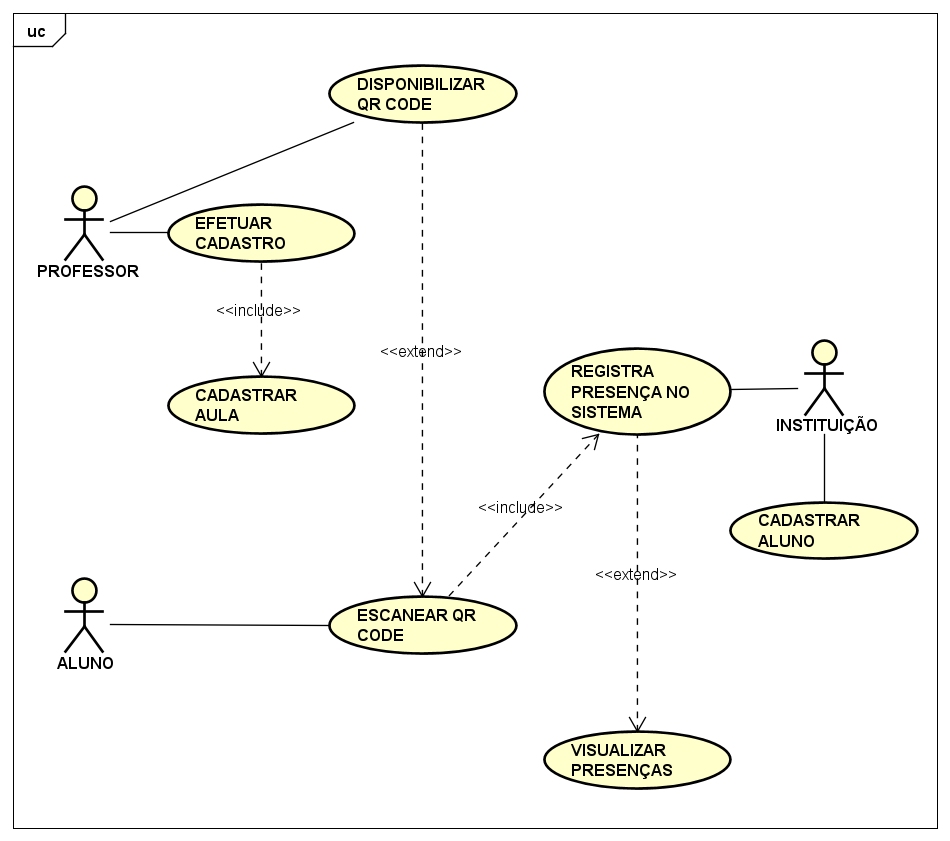 uc
DISPONIBILIZAR
QR CODE
EFETUAR
CADASTRO
PROFESSOR
<<include>>
<<extend>>
CADASTRAR
AULA
REGISTRA
PRESENÇA NO
SISTEMA
INSTITUIÇÃO
<<include>>
CADASTRAR
ALUNO
<<extend>>
ESCANEAR QR
CODE
ALUNO
VISUALIZAR
PRESENÇAS